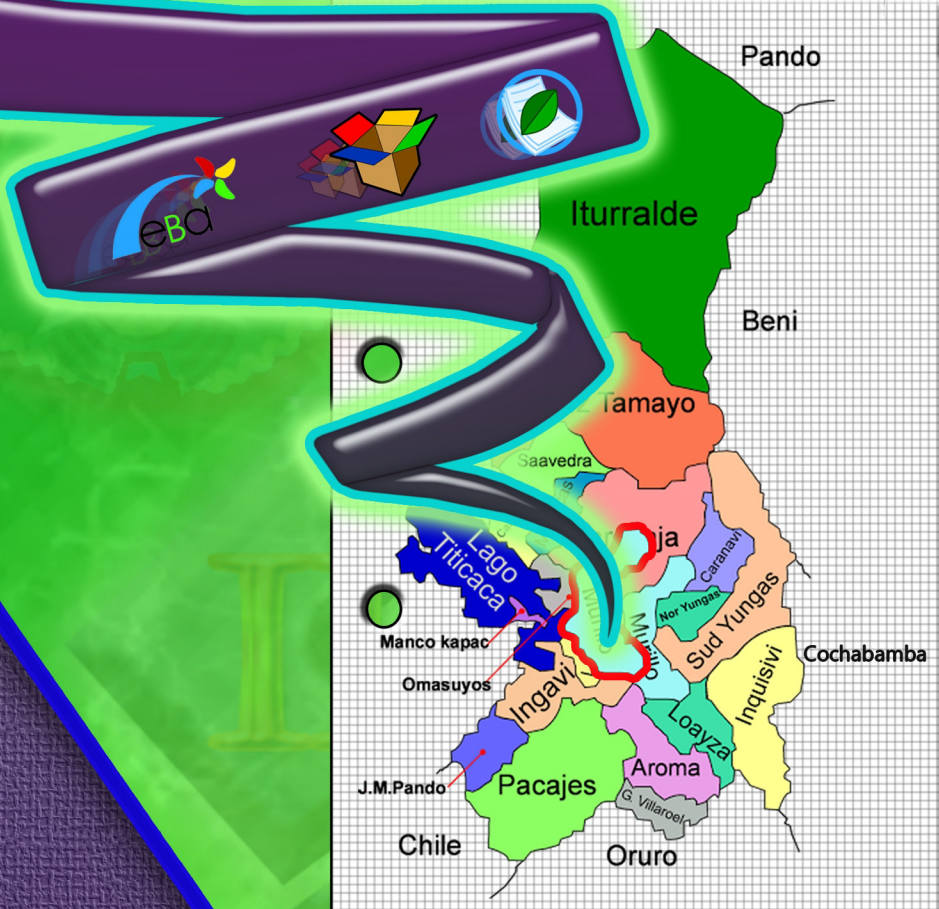 Pando
eBa
Iturralde
Beni
Tamayo
Saavedra
Lago
Titicaca
Caranavi
Nor Yungas
Sud Yungas
Murillo
Manco kapac
Cochabamba
Omasuyos
Ingavi
Inquisivi
Loayza
Aroma
J.M.Pando
Pacajes
G. Villaroel
Chile
Oruro